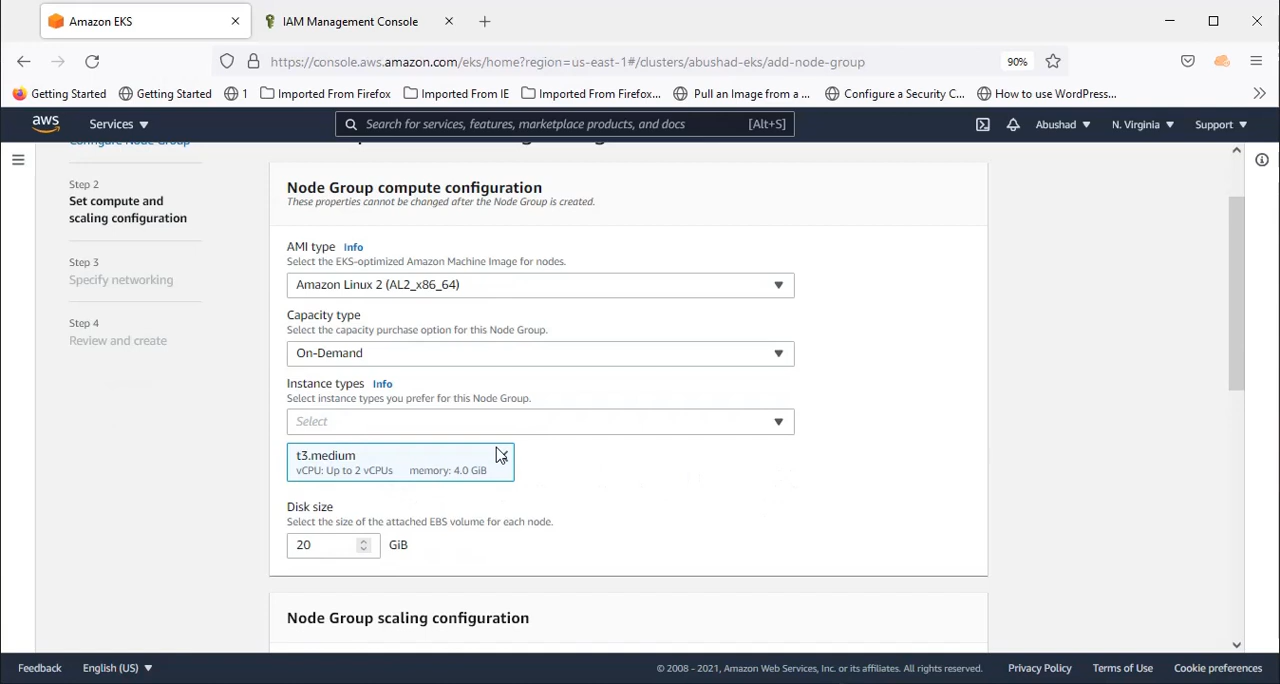 Amazon EKS
IAM Management Console
https://console.aws.amazon.com/eks/home?region=us-east-1#/clusters/abushad-eks/add-node-group
90%
Getting Started
Getting Started
1
Imported From Firefox
Imported From IE
Imported From Firefox...
Pull an Image from a ...
Configure a Security C...
How to use WordPress...
aws
Services
Search for services, features, marketplace products, and docs
[Alt+S]
Abushad
N. Virginia
Support
Configure Node Group
Step 2
Set compute and
scaling configuration
Step 3
Specify networking
Step 4
Review and create
Node Group compute configuration
These properties cannot be changed after the Node Group is created.
AMI type Info
Select the EKS-optimized Amazon Machine Image for nodes.
Amazon Linux 2 (AL2_x86_64)
Capacity type
Select the capacity purchase option for this Node Group.
On-Demand
Instance types Info
Select instance types you prefer for this Node Group.
Select
t3.medium
vCPU: Up to 2 vCPUs memory: 4.0 GiB
Disk size
Select the size of the attached EBS volume for each node.
20 GiB
Node Group scaling configuration
Feedback
English (US)
© 2008 - 2021, Amazon Web Services, Inc. or its affiliates. All rights reserved.
Privacy Policy
Terms of Use
Cookie preferences